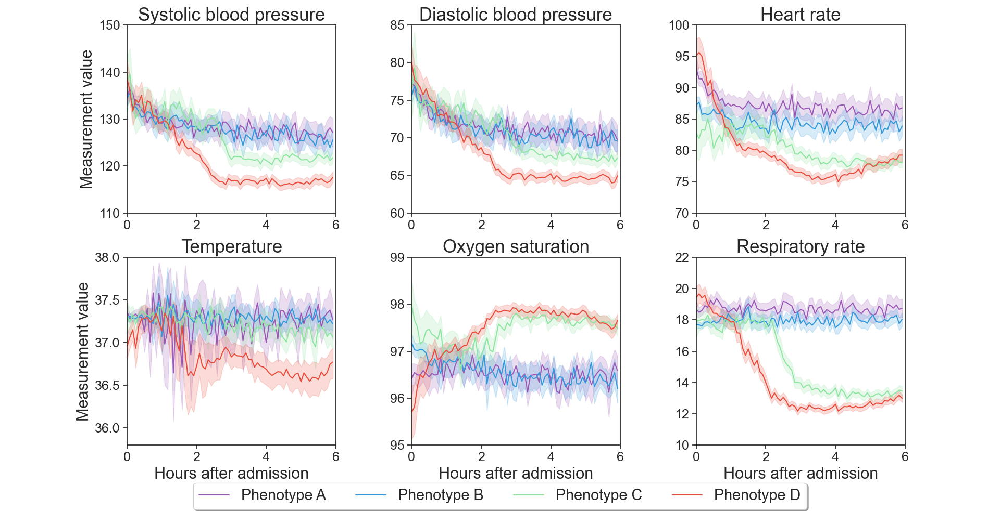 Systolic blood pressure
Diastolic blood pressure
Heart rate
Measurement value
150
140
130
120
110
0 2 4 6
85
80
75
70
65
60
0 2 4 6
100
95
90
85
80
75
70
0 2 4 6
Temperature
Oxygen saturation
Respiratory rate
Measurement value
38.0
37.5
37.0
36.5
36.0
0 2 4 6
Hours after admission
99
98
97
96
95
0 2 4 6
Hours after admission
22
20
18
16
14
12
10
0 2 4 6
Hours after admission
Phenotype A Phenotype B Phenotype C Phenotype D